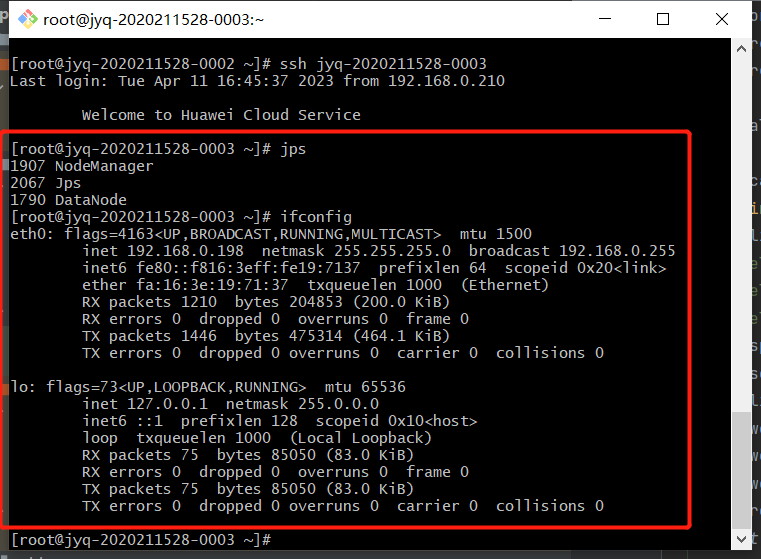 root@jyq-2020211528-0003:~
[root@jyq-2020211528-0002 ~]# ssh jyq-2020211528-0003
Last login: Tue Apr 11 16:45:37 2023 from 192.168.0.210
Welcome to Huawei Cloud Service
[root@jyq-2020211528-0003 ~]# jps
1907 NodeManager
2067 Jps
1790 DataNode
[root@jyq-2020211528-0003 ~]# ifconfig
eth0: flags=4163<UP,BROADCAST,RUNNING,MULTICAST>  mtu 1500
inet 192.168.0.198  netmask 255.255.255.0  broadcast 192.168.0.255
inet6 fe80::f816:3eff:fe19:7137  prefixlen 64  scopeid 0x20<link>
ether fa:16:3e:19:71:37  txqueuelen 1000  (Ethernet)
RX packets 1210  bytes 204853 (200.0 KiB)
RX errors 0  dropped 0  overruns 0  frame 0
TX packets 1446  bytes 475314 (464.1 KiB)
TX errors 0  dropped 0 overruns 0  carrier 0  collisions 0
lo: flags=73<UP,LOOPBACK,RUNNING>  mtu 65536
inet 127.0.0.1  netmask 255.0.0.0
inet6 ::1  prefixlen 128  scopeid 0x10<host>
loop  txqueuelen 1000  (Local Loopback)
RX packets 75  bytes 85050 (83.0 KiB)
RX errors 0  dropped 0  overruns 0  frame 0
TX packets 75  bytes 85050 (83.0 KiB)
TX errors 0  dropped 0 overruns 0  carrier 0  collisions 0
[root@jyq-2020211528-0003 ~]#